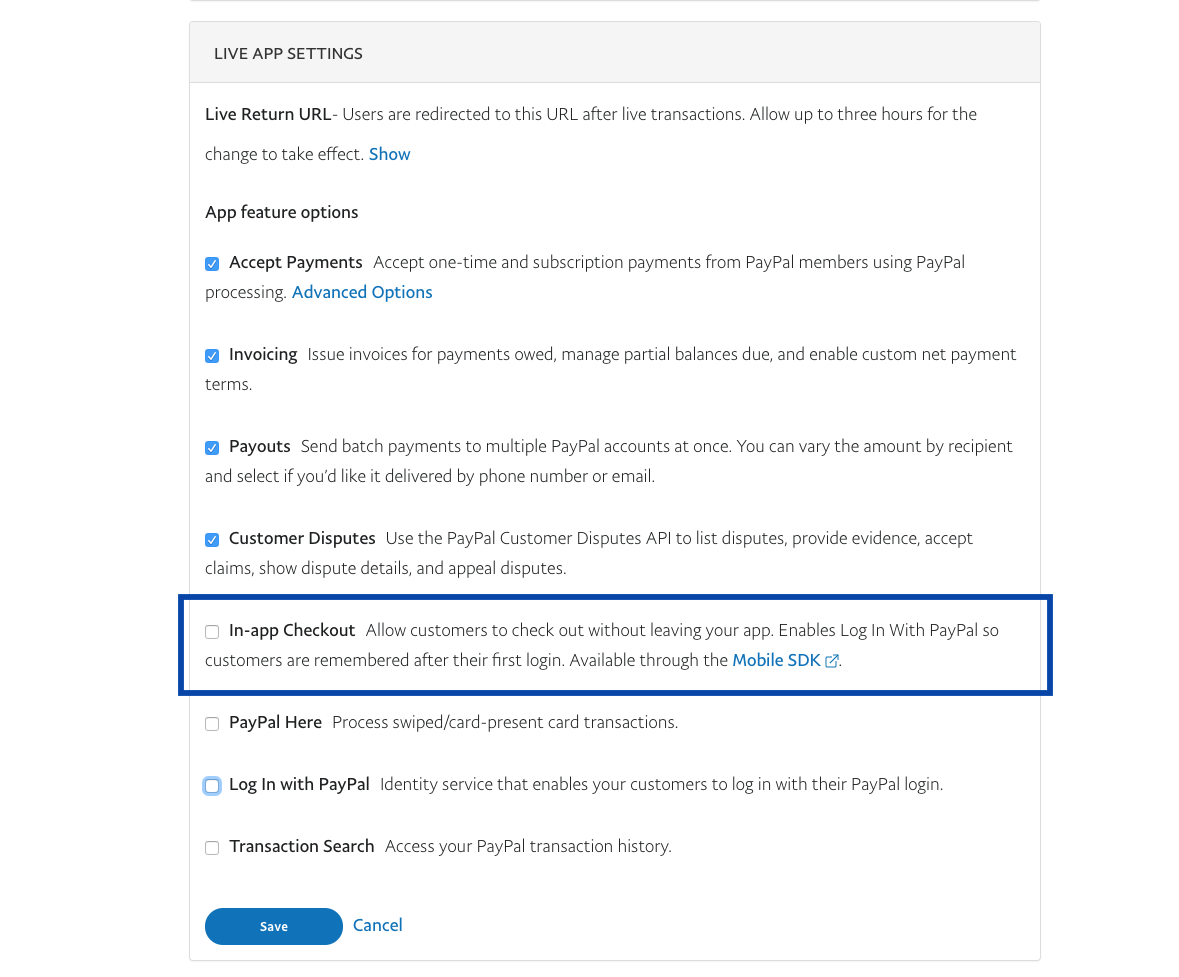 LIVE APP SETTINGS
Live Return URL- Users are redirected to this URL after live transactions. Allow up to three hours for the
change to take effect. Show
App feature options
Accept Payments Accept one-time and subscription payments from PayPal members using PayPal
processing. Advanced Options
Invoicing Issue invoices for payments owed, manage partial balances due, and enable custom net payment
terms.
Payouts Send batch payments to multiple PayPal accounts at once. You can vary the amount by recipient
and select if you’d like it delivered by phone number or email.
Customer Disputes Use the PayPal Customer Disputes API to list disputes, provide evidence, accept
claims, show dispute details, and appeal disputes.
In-app Checkout Allow customers to check out without leaving your app. Enables Log In With PayPal so
customers are remembered after their first login. Available through the Mobile SDK.
PayPal Here Process swiped/card-present card transactions.
Log In with PayPal Identity service that enables your customers to log in with their PayPal login.
Transaction Search Access your PayPal transaction history.
Save Cancel